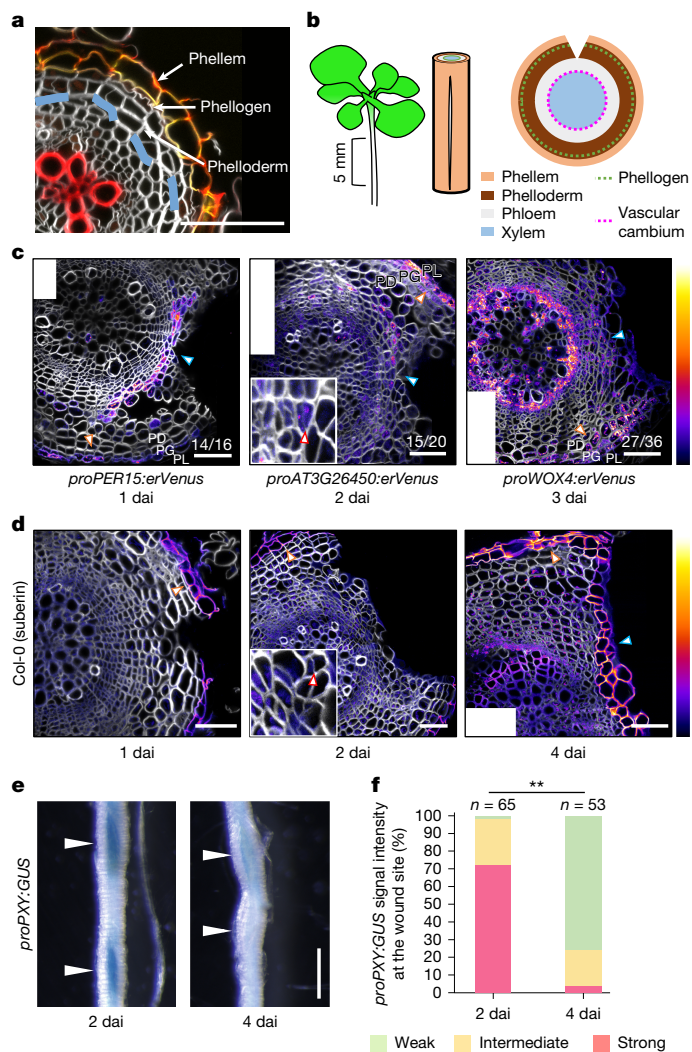 a
Phellem
Phellogen
Phelloderm
b
5 mm
Phellem
Phelloderm
Phloem
Xylem
Phellogen
Vascular
cambium
c
PD
PG
PL
14/16
proPER15:erVenus
1 dai
PD
PG
PL
15/20
proAT3G26450:erVenus
2 dai
PD
PG
PL
27/36
proWOX4:erVenus
3 dai
d
Col-0 (suberin)
1 dai
2 dai
4 dai
e
proPXY:GUS
2 dai
4 dai
f
**
n = 65
n = 53
proPXY:GUS signal intensity
at the wound site (%)
100
90
80
70
60
50
40
30
20
10
0
2 dai
4 dai
Weak
Intermediate
Strong